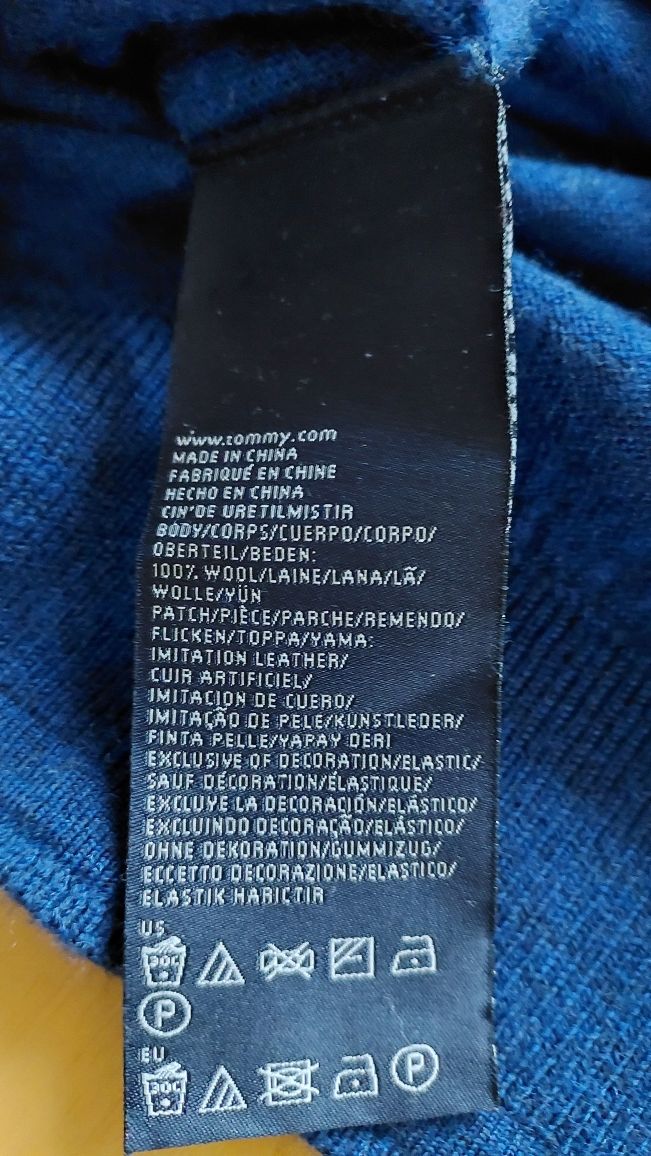 www.tommy.com
MADE IN CHINA
FABRIQUÉ EN CHINE
HECHO EN CHINA
CIN'DE URETILMISTIR
BODY/CORPS/CUERPO/CORPO/
OBERTEIL/BEDEN:
100% WOOL/LAINE/LANA/LÃ/
WOLLE/YÜN
PATCH/PIÈCE/PARCHE/REMENDO/
FLICKEN/TOPPA/YAMA:
IMITATION LEATHER/
CUIR ARTIFICIEL/
IMITACION DE CUERO/
IMITAÇÃO DE PELE/KUNSTLEDER/
FINTA PELLE/YAPAY DERI
EXCLUSIVE OF DECORATION/ELASTIC/
SAUF DÉCORATION/ÉLASTIQUE/
EXCLUYE LA DECORACIÓN/ELÁSTICO/
EXCLUINDO DECORAÇÃO/ELÁSTICO/
OHNE DEKORATION/GUMMIZUG/
ECCETTO DECORAZIONE/ELASTICO/
ELASTIK HARICTIR
US
30C
P
EU
30C P